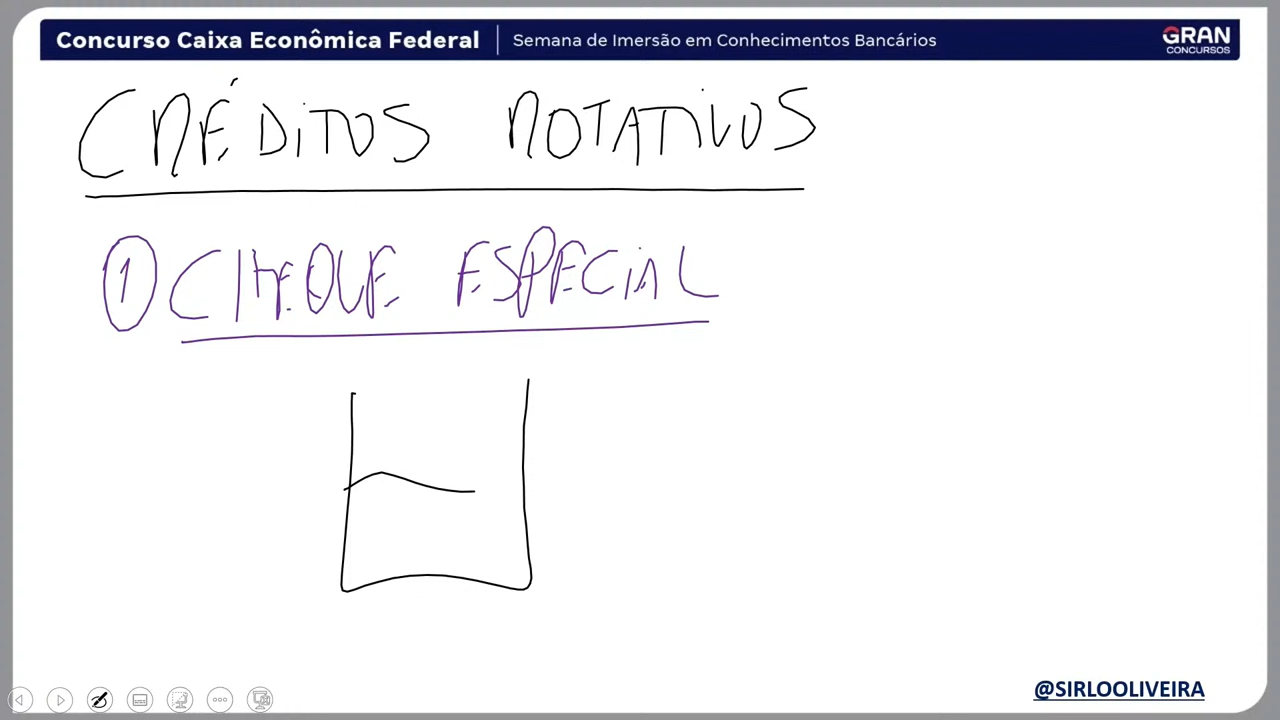 Concurso Caixa Econômica Federal | Semana de Imersão em Conhecimentos Bancários
GRAN
CONCURSOS
CRÉDITOS ROTATIVOS
1 CHEQUE ESPECIAL
@SIRLOOLIVEIRA